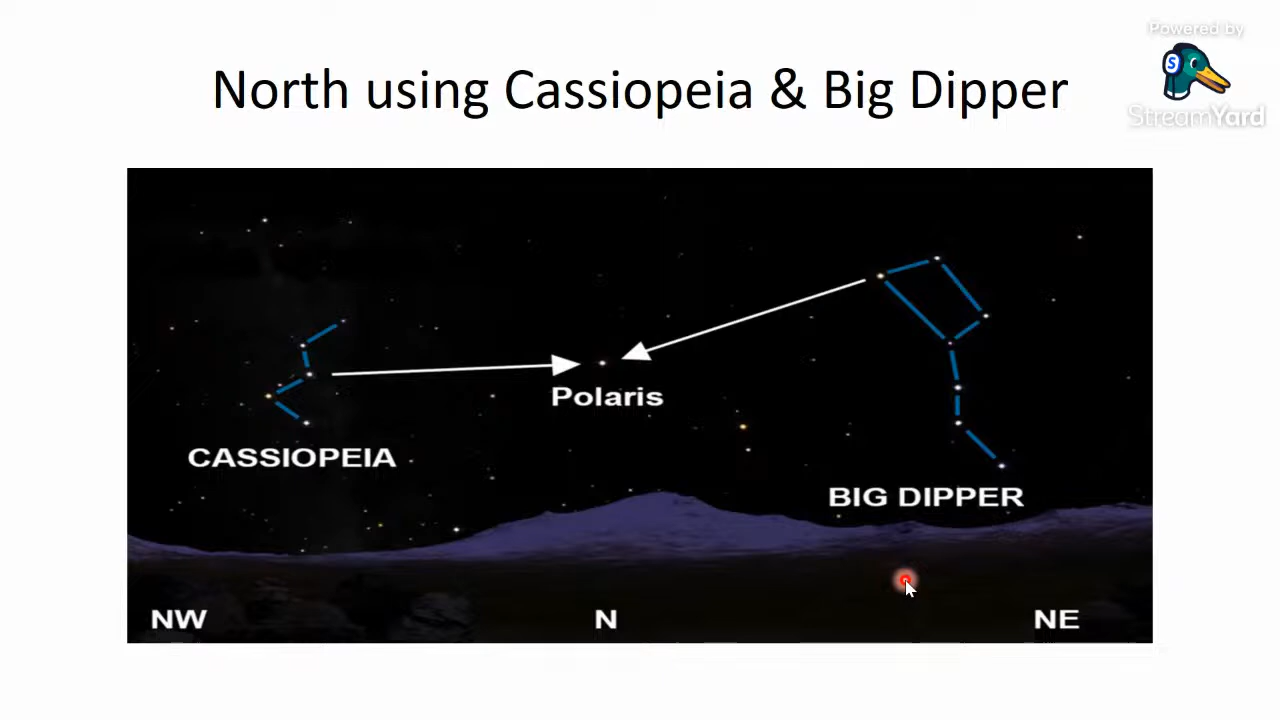 Powered by
S
StreamYard
North using Cassiopeia & Big Dipper
Polaris
CASSIOPEIA
BIG DIPPER
NW
N
NE